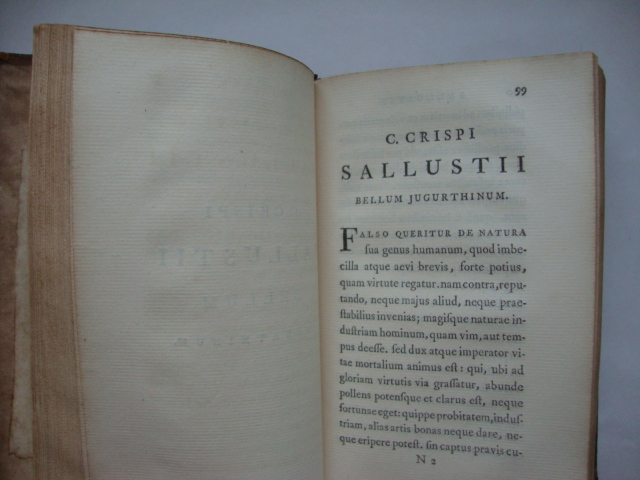 99
C. CRISPI
SALLUSTII
BELLUM JUGURTHINUM.
FALSO QUERITUR DE NATURA
ſua genus humanum, quod imbe-
cilla atque aevi brevis, forte potius,
quam virtute regatur. nam contra, repu-
tando, neque majus aliud, neque prae-
ſtabilius invenias; magiſque naturae in-
duſtriam hominum, quam vim, aut tem-
pus deeſſe. ſed dux atque imperator vi-
tae mortalium animus eſt: qui, ubi ad
gloriam virtutis via graſſatur, abunde
pollens potenſque et clarus eſt, neque
fortunae eget: quippe probitatem, induſ-
triam, alias artis bonas neque dare, ne-
que eripere poteſt. ſin captus pravis cu-
N 2